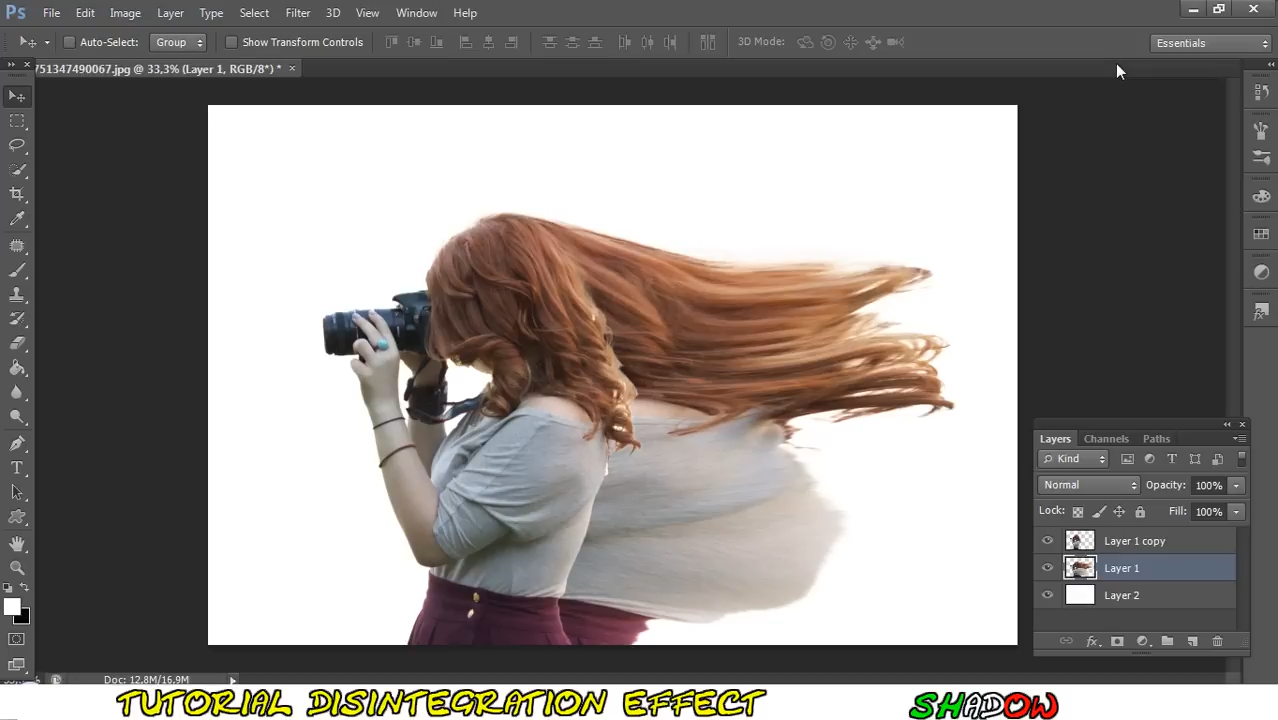 Ps File Edit Image Layer Type Select Filter 3D View Window Help
Auto-Select: Group Show Transform Controls 3D Mode: Essentials
751347490067.jpg @ 33,3% (Layer 1, RGB/8*) *
Layers Channels Paths
Kind T
Normal Opacity: 100%
Lock: Fill: 100%
Layer 1 copy
Layer 1
Layer 2
fx
Doc: 12,8M/16,9M
TUTORIAL DISINTEGRATION EFFECT SHADOW